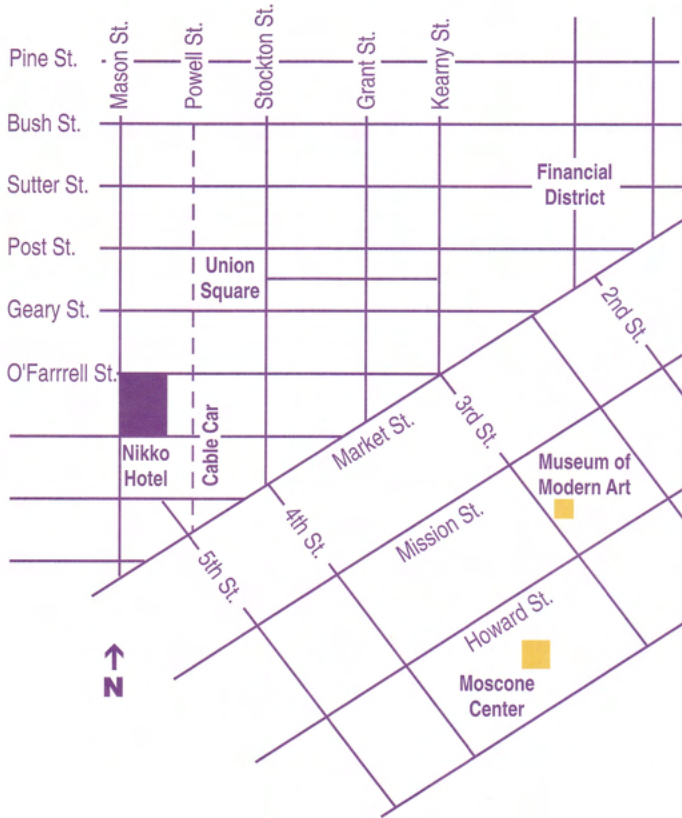 Mason St.
Powell St.
Stockton St.
Grant St.
Kearny St.
Pine St.
Bush St.
Sutter St.
Financial
District
Post St.
Union
Square
Geary St.
2nd St.
O'Farrrell St.
Nikko
Hotel
Cable Car
Market St.
3rd St.
Museum of
Modern Art
4th St.
Mission St.
5th St.
Howard St.
N
Moscone
Center